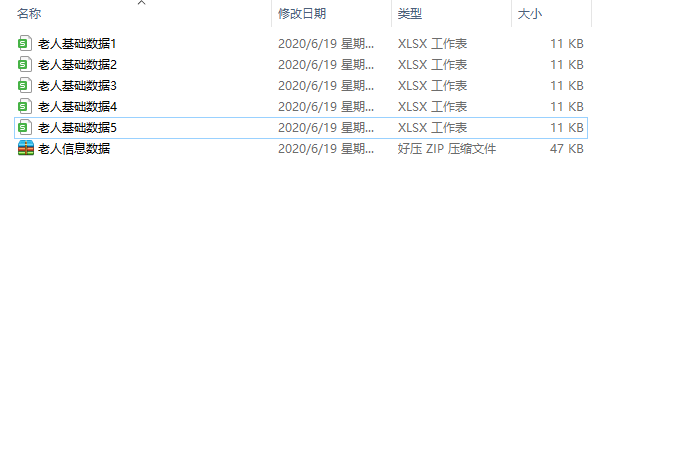 名称 修改日期 类型 大小
老人基础数据1 2020/6/19 星期... XLSX 工作表 11 KB
老人基础数据2 2020/6/19 星期... XLSX 工作表 11 KB
老人基础数据3 2020/6/19 星期... XLSX 工作表 11 KB
老人基础数据4 2020/6/19 星期... XLSX 工作表 11 KB
老人基础数据5 2020/6/19 星期... XLSX 工作表 11 KB
老人信息数据 2020/6/19 星期... 好压 ZIP 压缩文件 47 KB